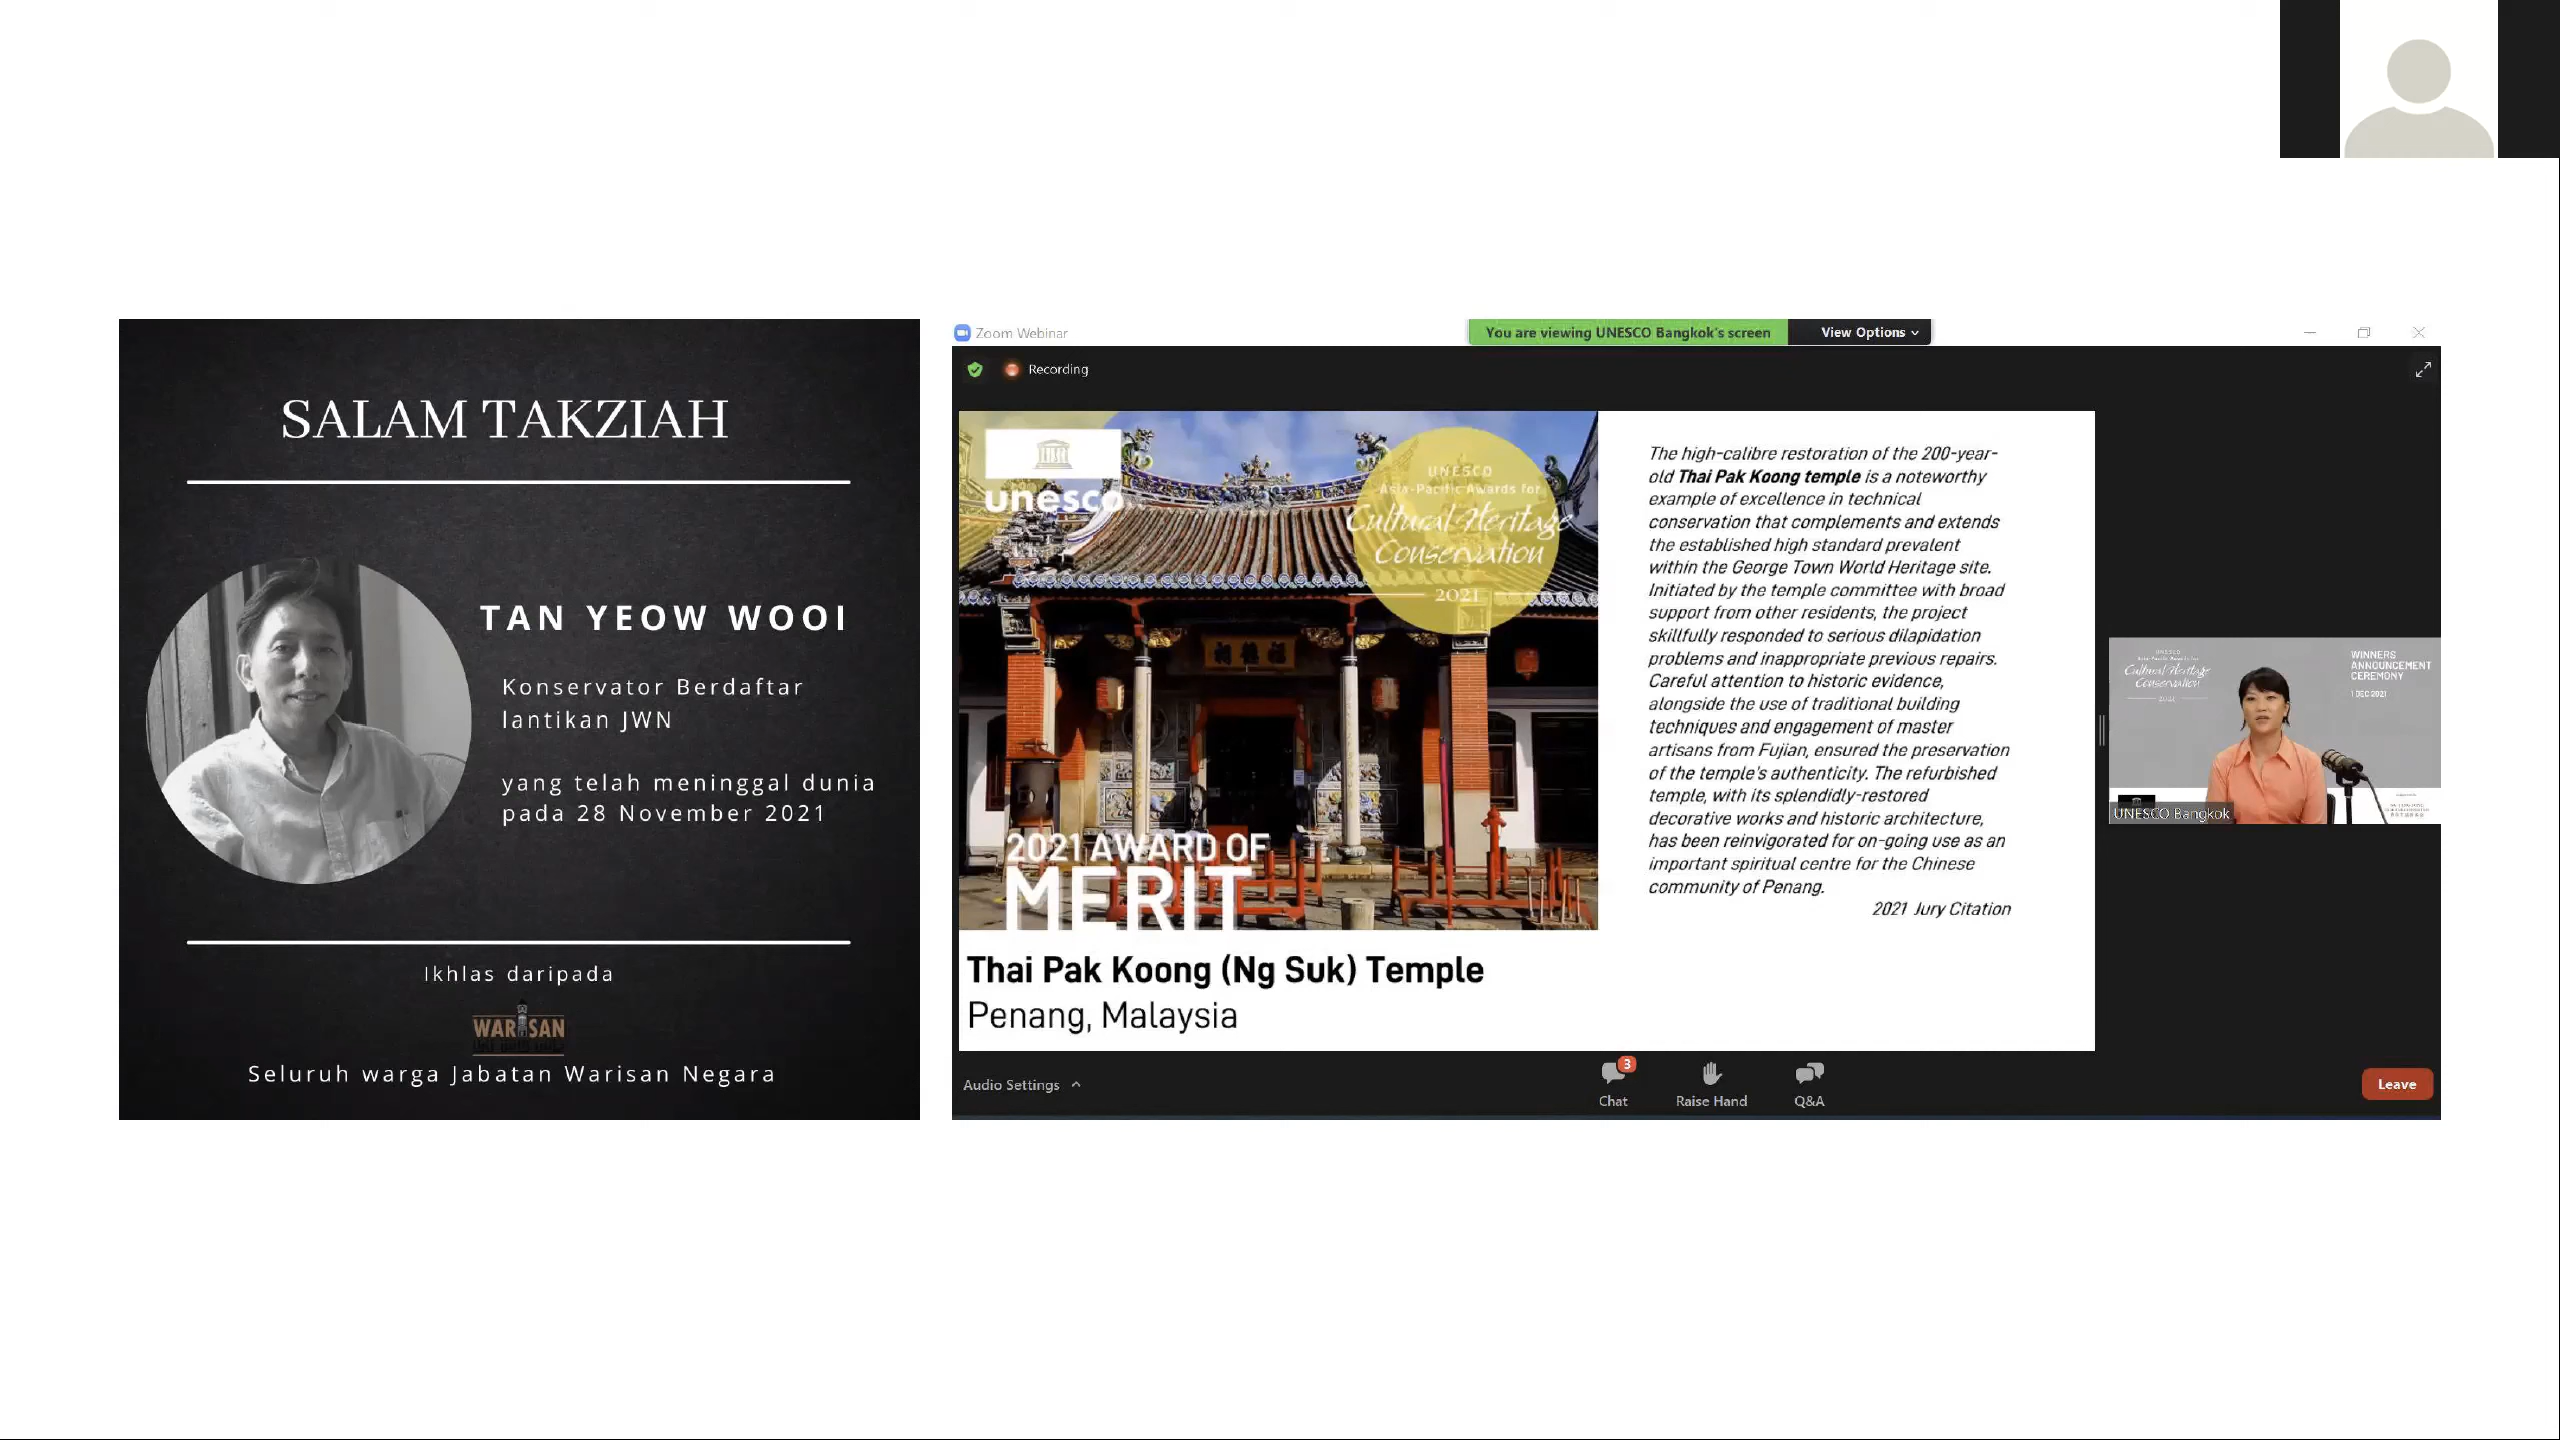 SALAM TAKZIAH
TAN YEOW WOOI
Konservator Berdaftar
lantikan JWN
yang telah meninggal dunia
pada 28 November 2021
Ikhlas daripada
WARISAN
Seluruh warga Jabatan Warisan Negara
Zoom Webinar
You are viewing UNESCO Bangkok's screen
View Options
Recording
unesco
UNESCO
Asia-Pacific Awards for
Cultural Heritage
Conservation
2021
2021 AWARD OF
MERIT
Thai Pak Koong (Ng Suk) Temple
Penang, Malaysia
The high-calibre restoration of the 200-year-
old Thai Pak Koong temple is a noteworthy
example of excellence in technical
conservation that complements and extends
the established high standard prevalent
within the George Town World Heritage site.
Initiated by the temple committee with broad
support from other residents, the project
skillfully responded to serious dilapidation
problems and inappropriate previous repairs.
Careful attention to historic evidence,
alongside the use of traditional building
techniques and engagement of master
artisans from Fujian, ensured the preservation
of the temple's authenticity. The refurbished
temple, with its splendidly-restored
decorative works and historic architecture,
has been reinvigorated for on-going use as an
important spiritual centre for the Chinese
community of Penang.
2021 Jury Citation
UNESCO
Asia-Pacific Awards for
Cultural Heritage
Conservation
2021
WINNERS
ANNOUNCEMENT
CEREMONY
1 DEC 2021
UNESCO Bangkok
Audio Settings
3
Chat
Raise Hand
Q&A
Leave